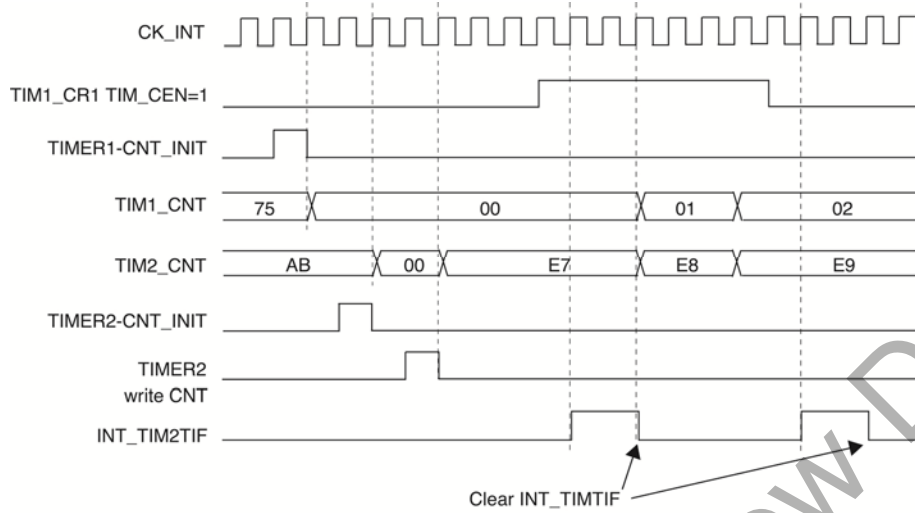 CK_INT
TIM1_CR1 TIM_CEN=1
TIMER1-CNT_INIT
TIM1_CNT 75 00 01 02
TIM2_CNT AB 00 E7 E8 E9
TIMER2-CNT_INIT
TIMER2
write CNT
INT_TIM2TIF
Clear INT_TIMTIF